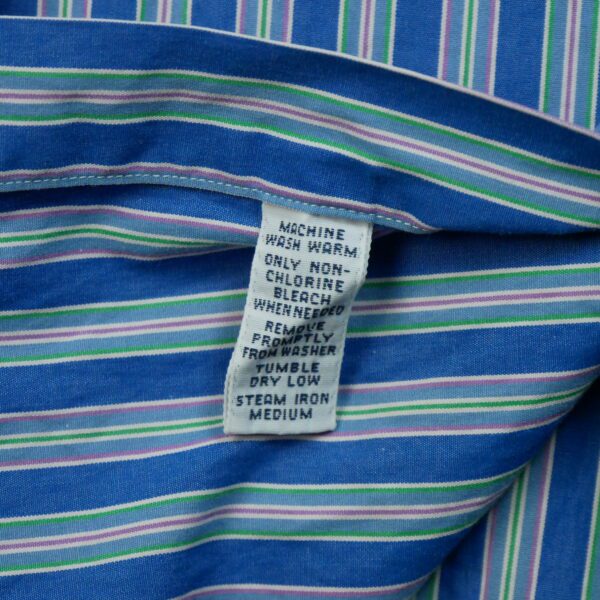 MACHINE
WASH WARM
ONLY NON-
CHLORINE
BLEACH
WHEN NEEDED
REMOVE
PROMPTLY
FROM WASHER
TUMBLE
DRY LOW
STEAM IRON
MEDIUM